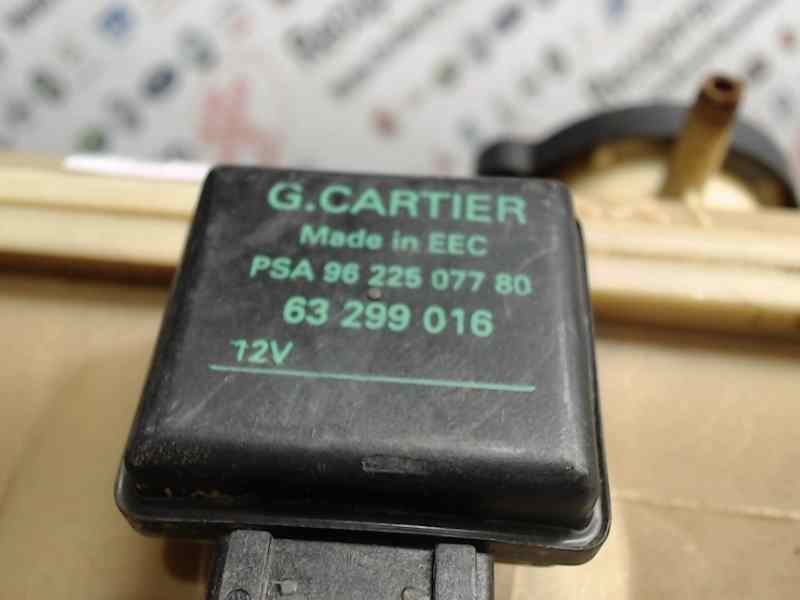 G.CARTIER
Made in EEC
PSA 96 225 077 80
63 299 016
12V